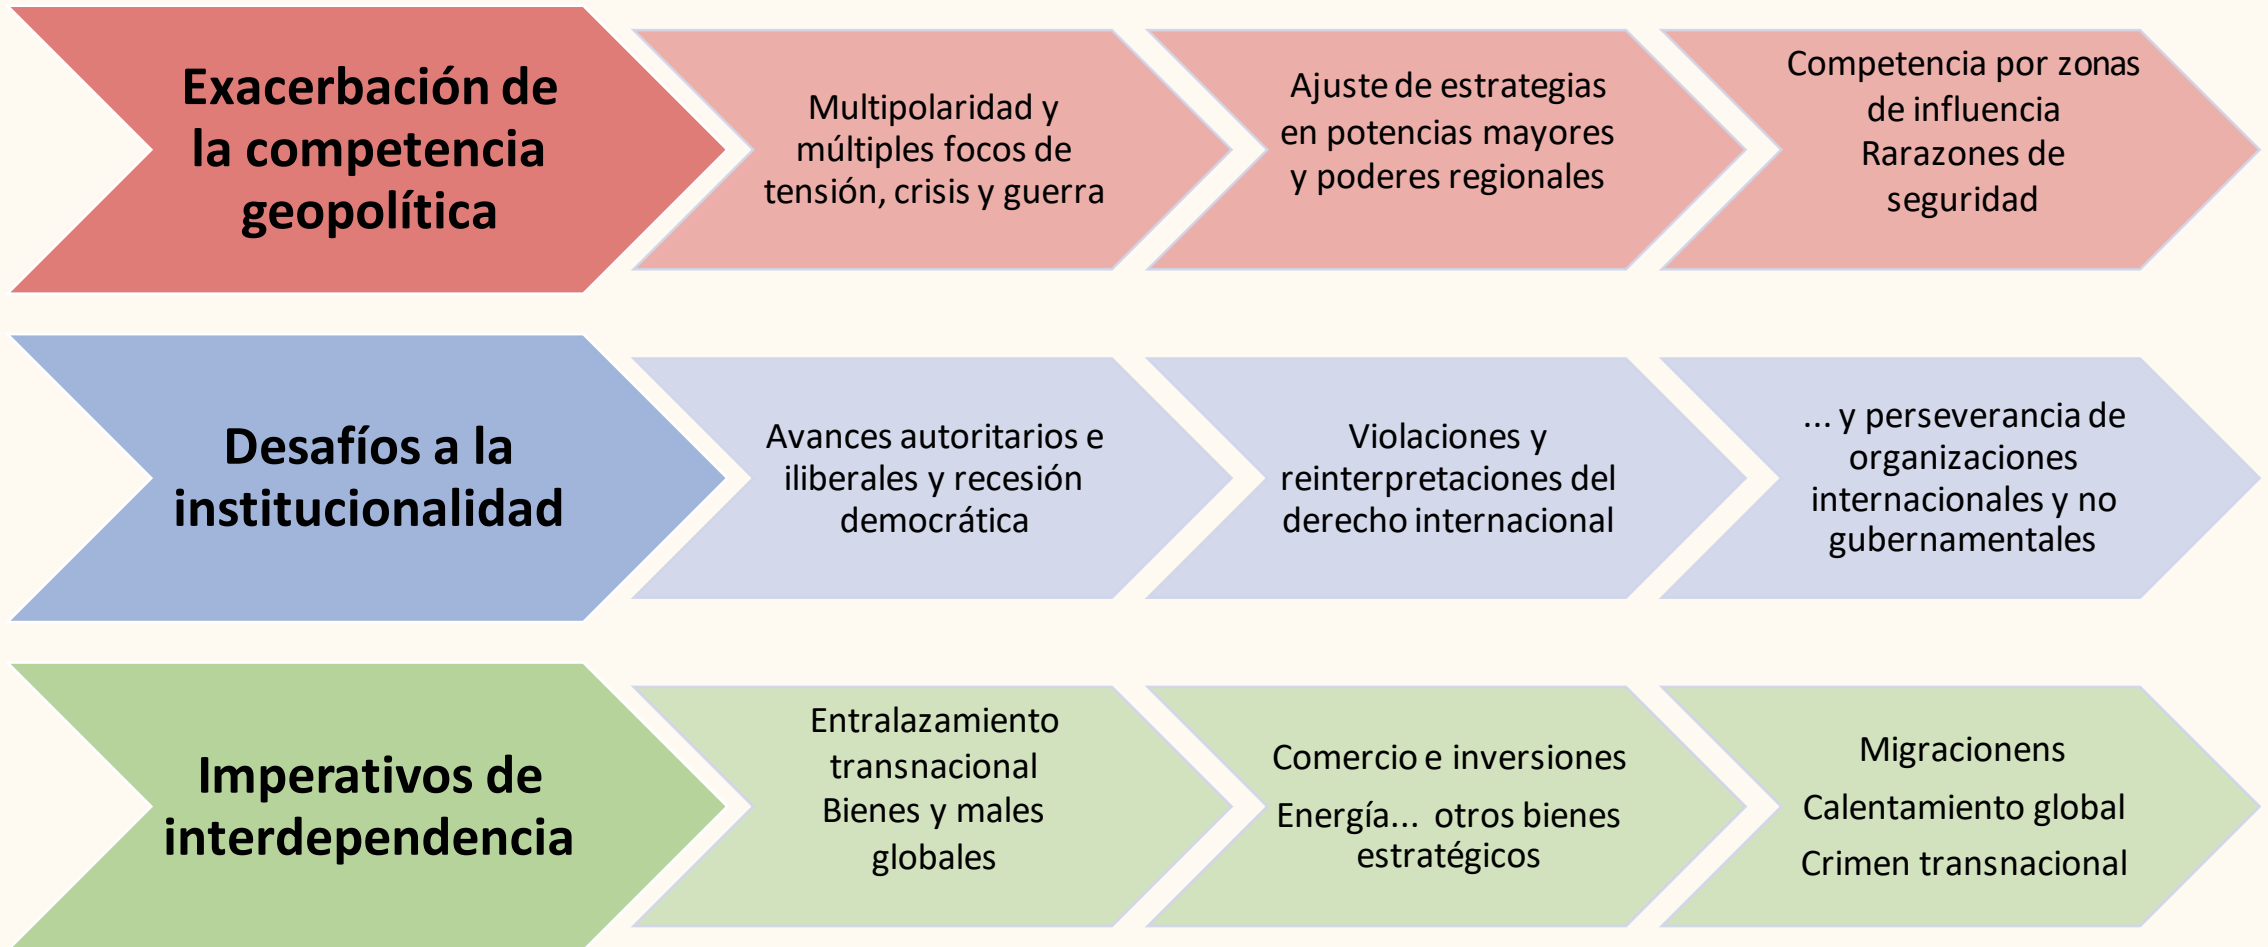 Exacerbación de
la competencia
geopolítica
Multipolaridad y
múltiples focos de
tensión, crisis y guerra
Ajuste de estrategias
en potencias mayores
y poderes regionales
Competencia por zonas
de influencia
Rarazones de
seguridad
Desafíos a la
institucionalidad
Avances autoritarios e
iliberales y recesión
democrática
Violaciones y
reinterpretaciones del
derecho internacional
... y perseverancia de
organizaciones
internacionales y no
gubernamentales
Imperativos de
interdependencia
Entralazamiento
transnacional
Bienes y males
globales
Comercio e inversiones
Energía... otros bienes
estratégicos
Migracionens
Calentamiento global
Crimen transnacional